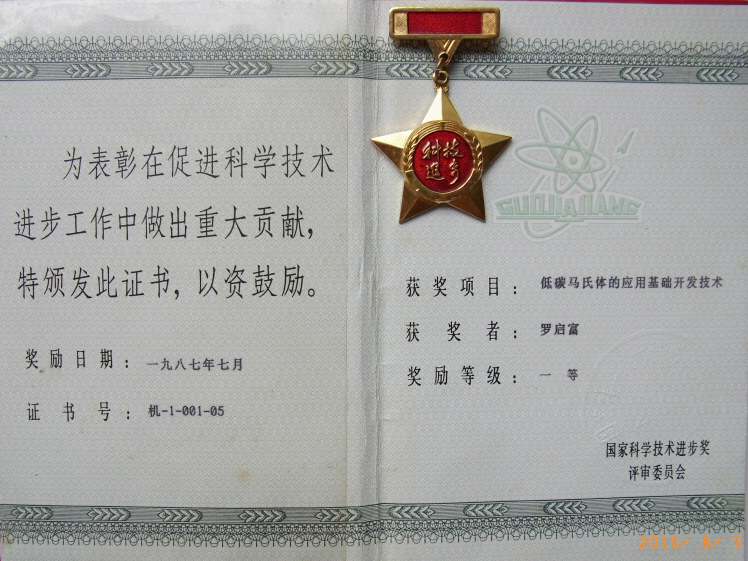 为表彰在促进科学技术
进步工作中做出重大贡献，
特颁发此证书，以资鼓励。
奖励日期：一九八七年七月
证书号：机-1-001-05
科技
进步
GUOJIAJIANG
获奖项目：低碳马氏体的应用基础开发技术
获奖者：罗启富
奖励等级：一等
国家科学技术进步奖
评审委员会
2010/ 8/ 5